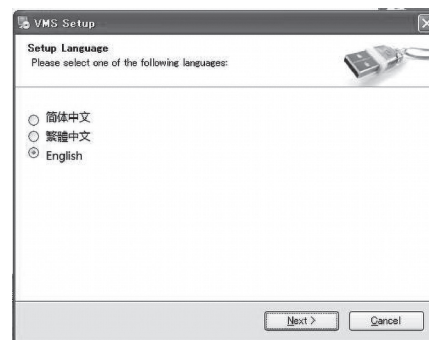 VMS Setup
Setup Language
Please select one of the following languages:
简体中文
繁體中文
English
Next >
Cancel